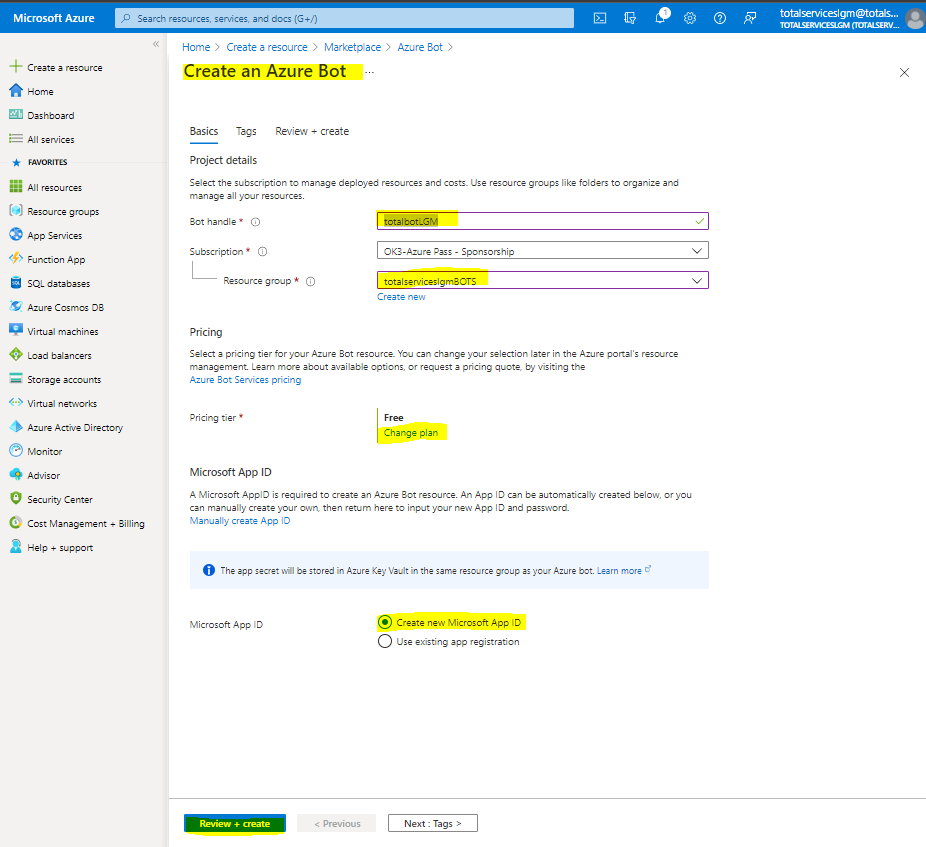 Microsoft Azure
Search resources, services, and docs (G+/)
1
totalserviceslgm@totals...
TOTALSERVICESLGM (TOTALSERV...
«
Create a resource
Home
Dashboard
All services
FAVORITES
All resources
Resource groups
App Services
Function App
SQL databases
Azure Cosmos DB
Virtual machines
Load balancers
Storage accounts
Virtual networks
Azure Active Directory
Monitor
Advisor
Security Center
Cost Management + Billing
Help + support
Home > Create a resource > Marketplace > Azure Bot >
Create an Azure Bot ...
Basics Tags Review + create
Project details
Select the subscription to manage deployed resources and costs. Use resource groups like folders to organize and
manage all your resources.
Bot handle *
totalbotLGM
Subscription *
OK3-Azure Pass - Sponsorship
Resource group *
totalserviceslgmBOTS
Create new
Pricing
Select a pricing tier for your Azure Bot resource. You can change your selection later in the Azure portal's resource
management. Learn more about available options, or request a pricing quote, by visiting the
Azure Bot Services pricing
Pricing tier *
Free
Change plan
Microsoft App ID
A Microsoft AppID is required to create an Azure Bot resource. An App ID can be automatically created below, or you
can manually create your own, then return here to input your new App ID and password.
Manually create App ID
The app secret will be stored in Azure Key Vault in the same resource group as your Azure bot. Learn more
Microsoft App ID
Create new Microsoft App ID
Use existing app registration
Review + create
< Previous
Next : Tags >